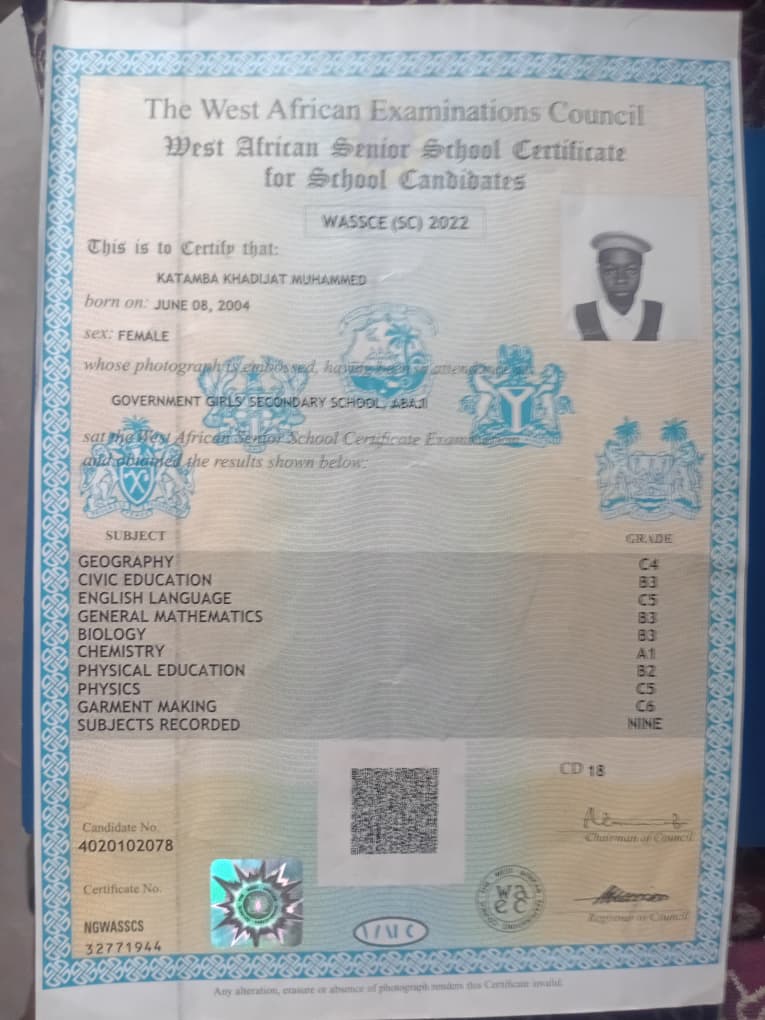 The West African Examinations Council
West African Senior School Certificate
for School Candidates
WASSCE (SC) 2022
This is to Certify that:
KATAMBA KHADIJAT MUHAMMED
born on: JUNE 08, 2004
sex: FEMALE
whose photograph is embossed, having been in attendance
GOVERNMENT GIRLS' SECONDARY SCHOOL, ABAJI
sat the West African Senior School Certificate Examination
and obtained the results shown below:
SUBJECT GRADE
GEOGRAPHY C4
CIVIC EDUCATION B3
ENGLISH LANGUAGE C5
GENERAL MATHEMATICS B3
BIOLOGY B3
CHEMISTRY A1
PHYSICAL EDUCATION B2
PHYSICS C5
GARMENT MAKING C6
SUBJECTS RECORDED NINE
CD 18
Candidate No.
4020102078
Chairman of Council
Certificate No.
NGWASSCS
32771944
waec
Registrar to Council
WAEC
Any alteration, erasure or absence of photograph renders this Certificate invalid.